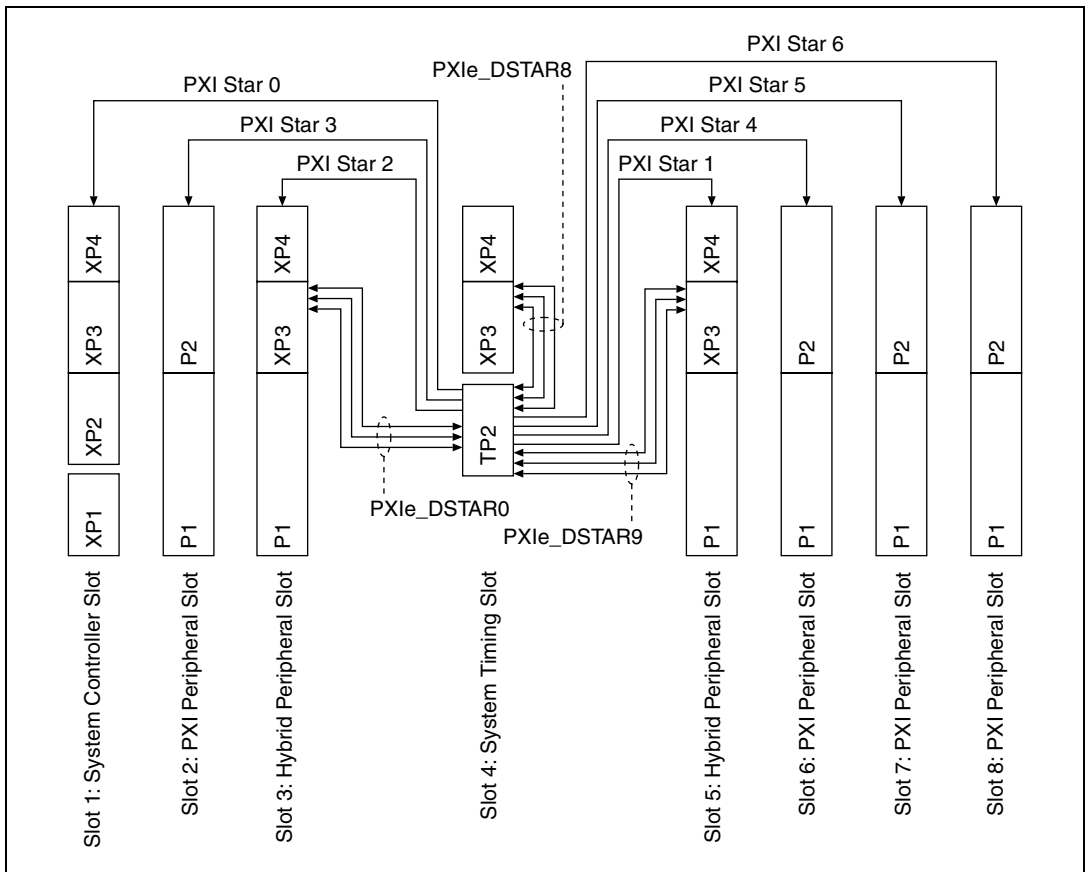 PXI Star 6
PXIe_DSTAR8
PXI Star 0
PXI Star 5
PXI Star 3
PXI Star 4
PXI Star 2
PXI Star 1
XP4
XP3
XP2
XP1
P2
P1
XP4
XP3
P1
XP4
XP3
TP2
XP4
XP3
P1
P2
P1
P2
P1
P2
P1
PXIe_DSTAR0
PXIe_DSTAR9
Slot 1: System Controller Slot
Slot 2: PXI Peripheral Slot
Slot 3: Hybrid Peripheral Slot
Slot 4: System Timing Slot
Slot 5: Hybrid Peripheral Slot
Slot 6: PXI Peripheral Slot
Slot 7: PXI Peripheral Slot
Slot 8: PXI Peripheral Slot